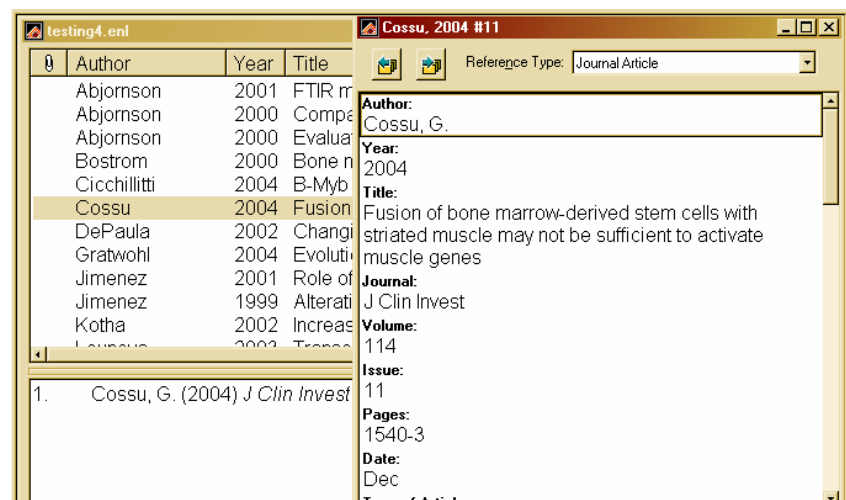 testing4.enl
Author Year Title
Abjornson 2001 FTIR m
Abjornson 2000 Compa
Abjornson 2000 Evalua
Bostrom 2000 Bone n
Cicchillitti 2004 B-Myb
Cossu 2004 Fusion
DePaula 2002 Changi
Gratwohl 2004 Evoluti
Jimenez 2001 Role of
Jimenez 1999 Alterati
Kotha 2002 Increas
1. Cossu, G. (2004) J Clin Invest
Cossu, 2004 #11
Reference Type: Journal Article
Author:
Cossu, G.
Year:
2004
Title:
Fusion of bone marrow-derived stem cells with
striated muscle may not be sufficient to activate
muscle genes
Journal:
J Clin Invest
Volume:
114
Issue:
11
Pages:
1540-3
Date:
Dec